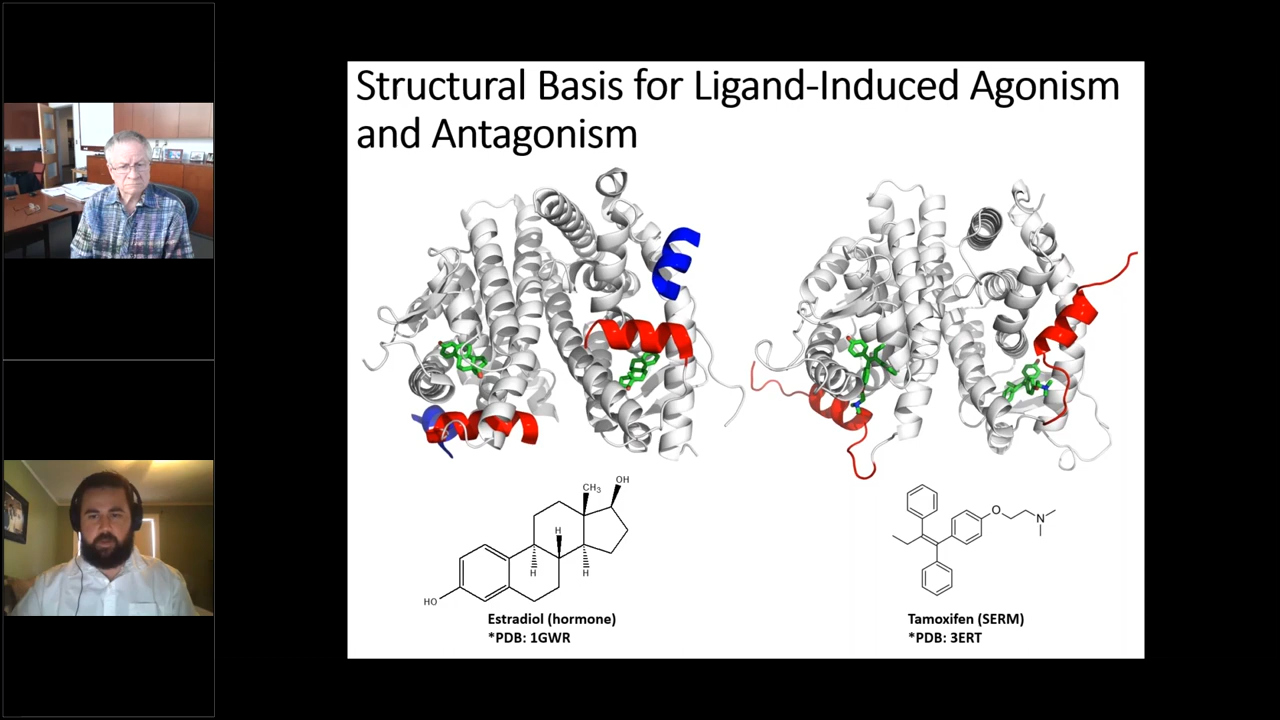 Structural Basis for Ligand-Induced Agonism
and Antagonism
CH₃
OH
H
H
H
HO
O
N
Estradiol (hormone)
*PDB: 1GWR
Tamoxifen (SERM)
*PDB: 3ERT